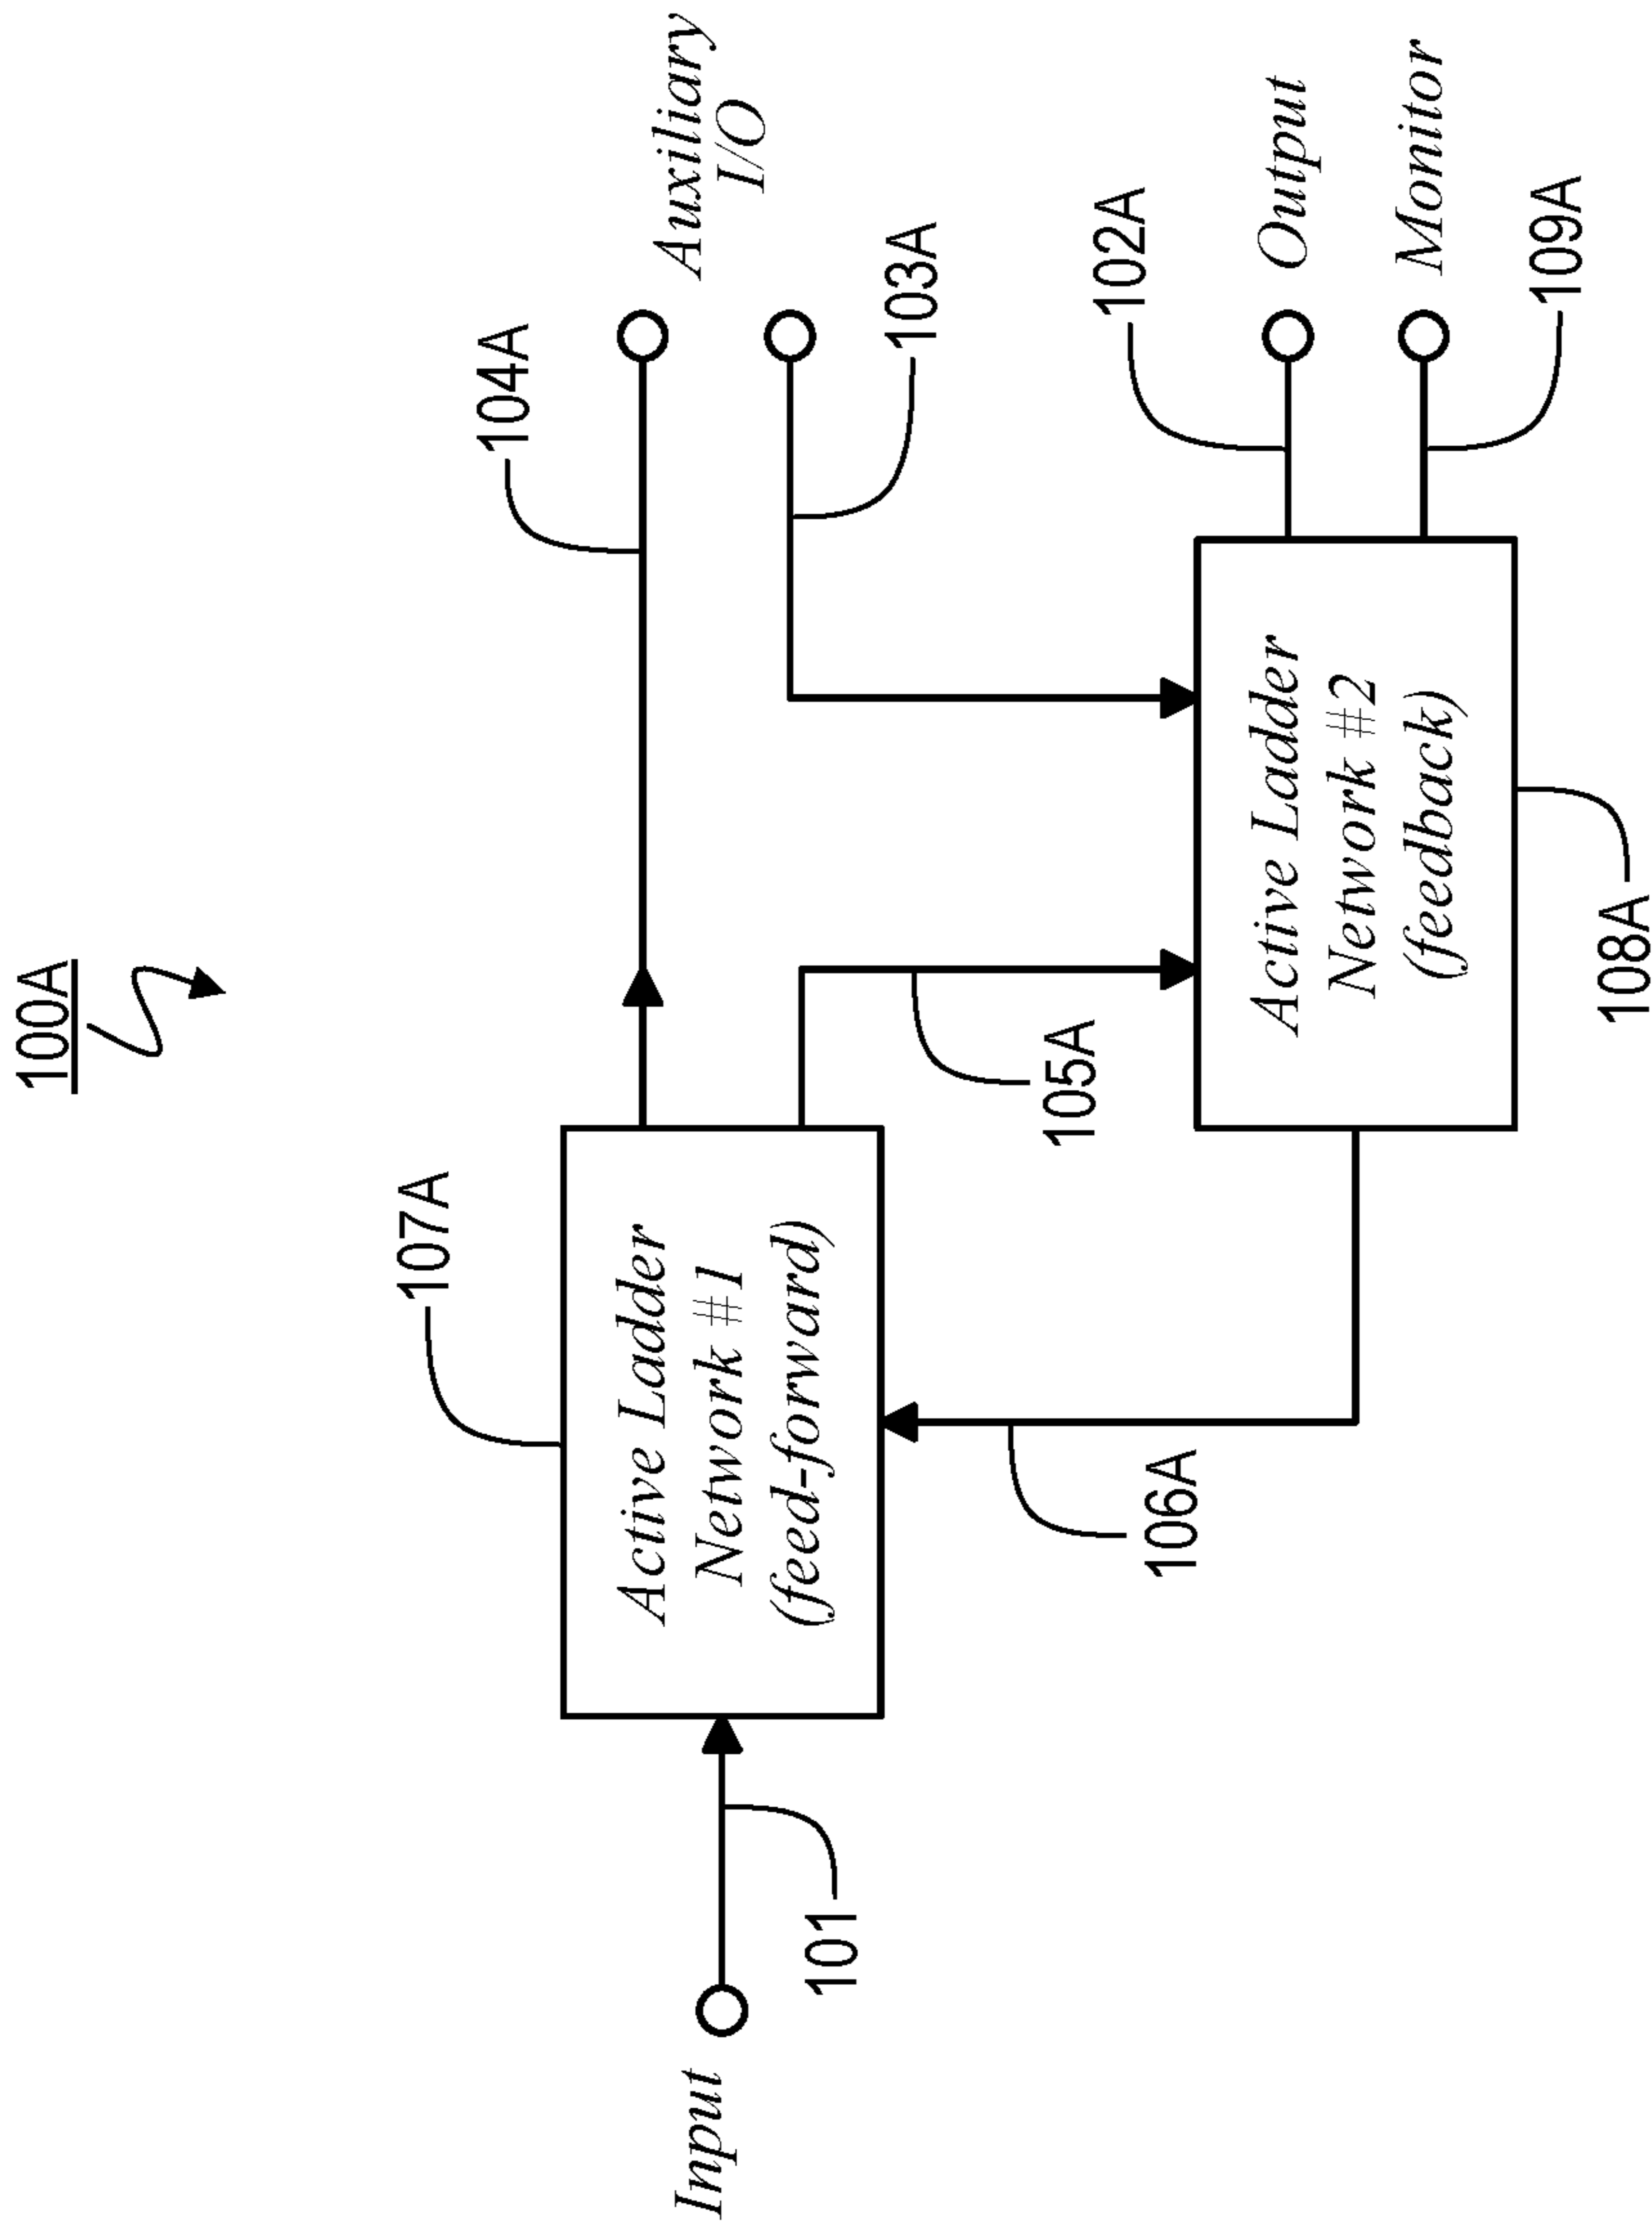 100A
104A
Auxiliary
I/O
107A
103A
Input
101
Active Ladder
Network #1
(feed-forward)
105A
106A
102A
Active Ladder
Network #2
(feedback)
Output
Monitor
109A
108A